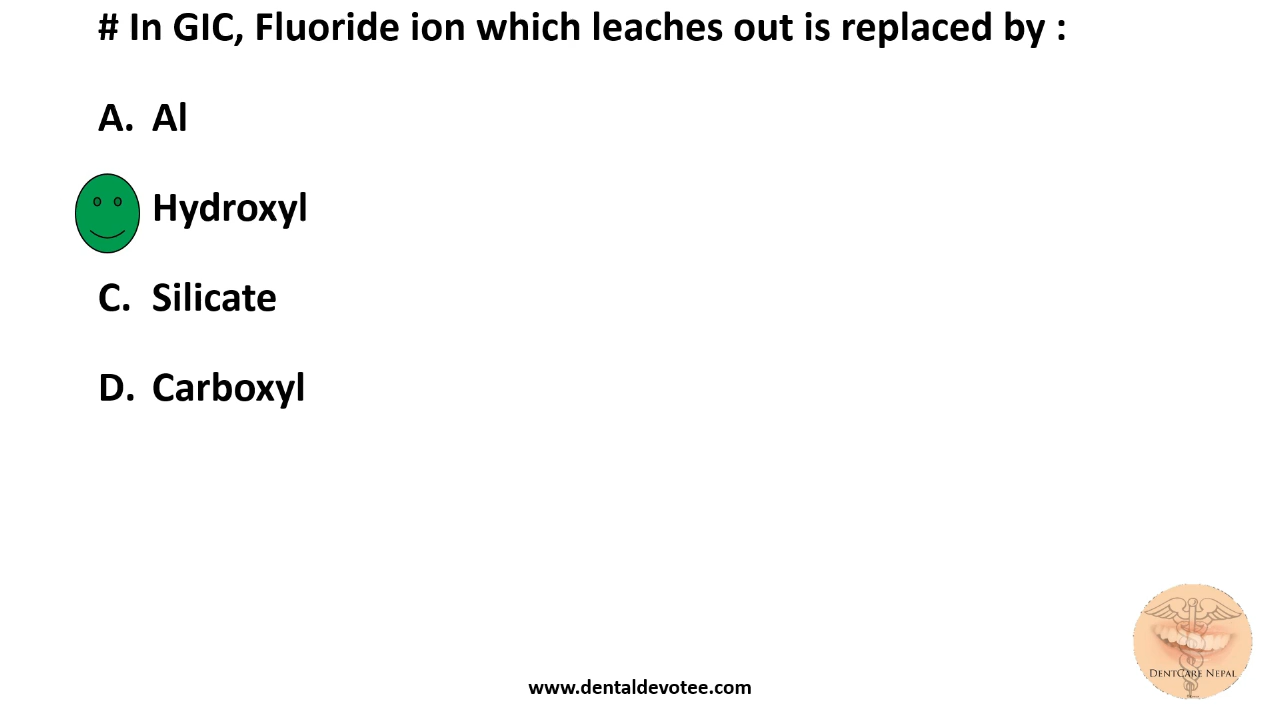 # In GIC, Fluoride ion which leaches out is replaced by :
A. Al
Hydroxyl
C. Silicate
D. Carboxyl
DentCare Nepal
www.dentaldevotee.com